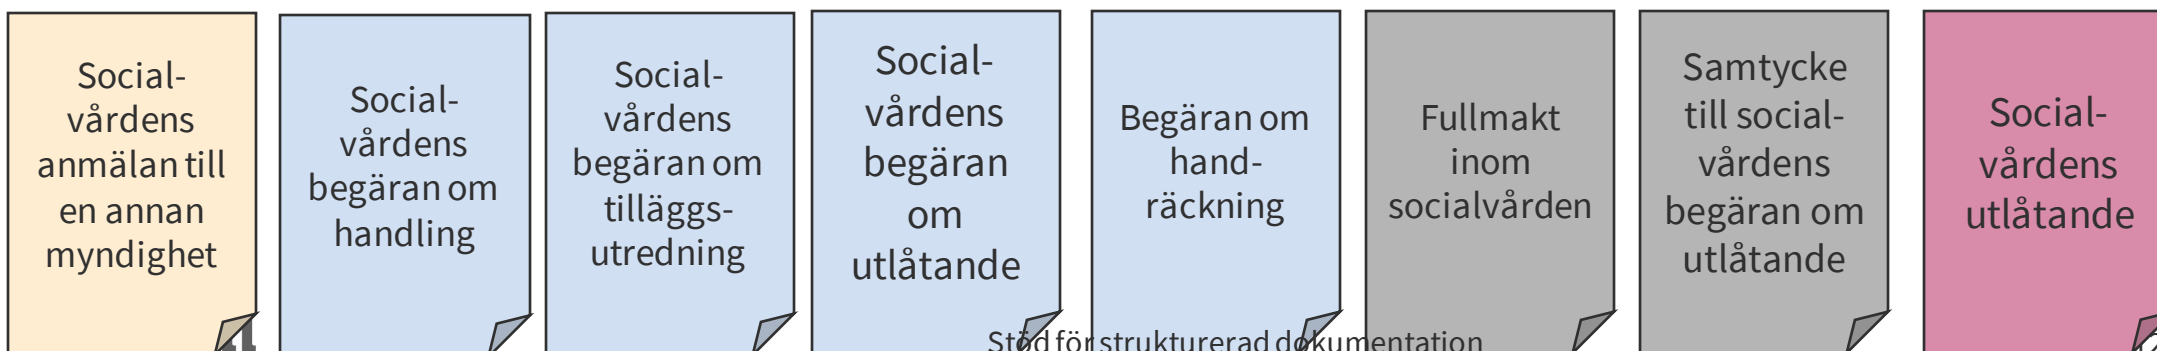 Social-
vårdens
anmälan till
en annan
myndighet
Social-
vårdens
begäran om
handling
Social-
vårdens
begäran om
tilläggs-
utredning
Social-
vårdens
begäran
om
utlåtande
Begäran om
hand-
räckning
Fullmakt
inom
socialvården
Samtycke
till social-
vårdens
begäran om
utlåtande
Social-
vårdens
utlåtande
Stöd för strukturerad dokumentation